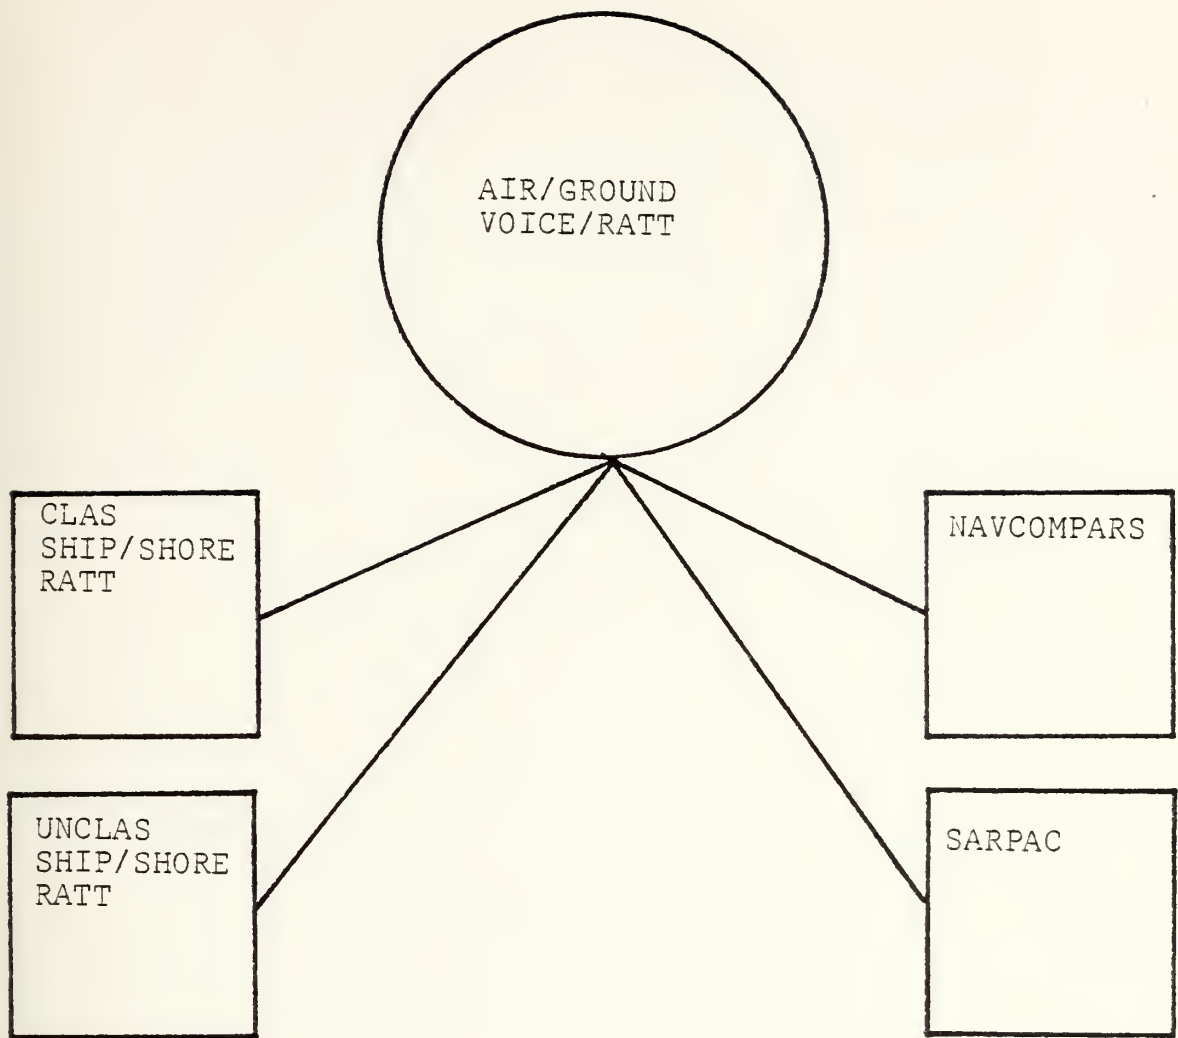 AIR/GROUND
VOICE/RATT
CLAS
SHIP/SHORE
RATT
NAVCOMPARS
UNCLAS
SHIP/SHORE
RATT
SARPAC